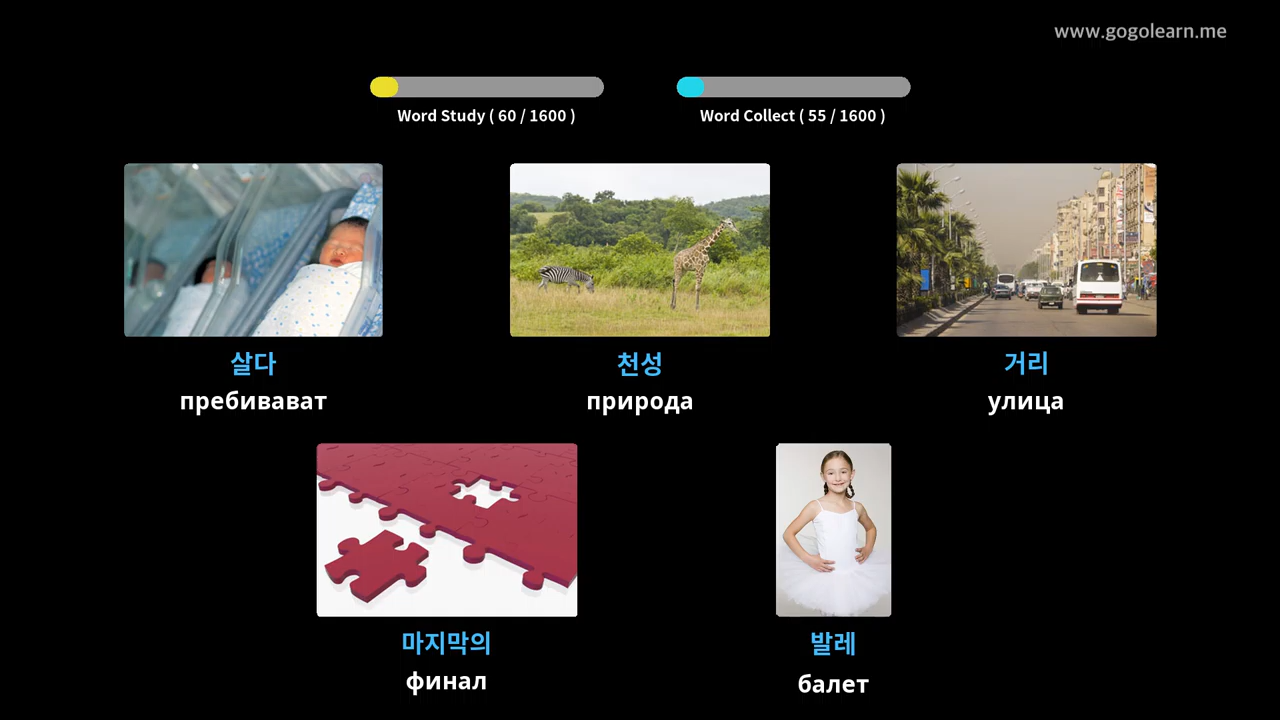 www.gogolearn.me
Word Study ( 60 / 1600 )
Word Collect ( 55 / 1600 )
살다
пребивават
천성
природа
거리
улица
마지막의
финал
발레
балет